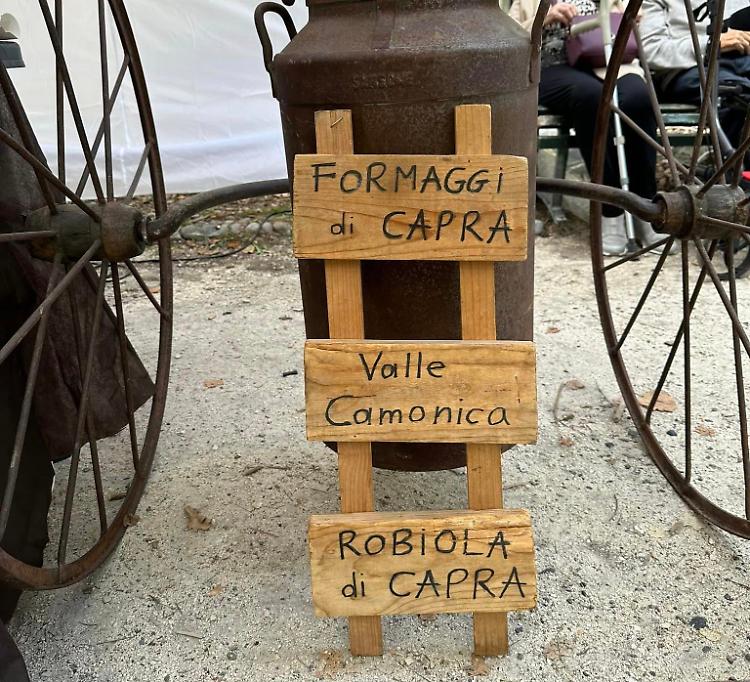 FORMAGGi
di CAPRA
Valle
Camonica
ROBiOLA
di CAPRA